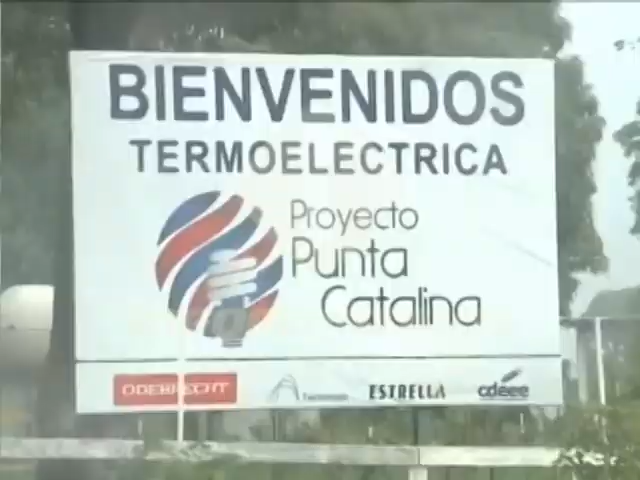 BIENVENIDOS
TERMOELECTRICA
Proyecto
Punta
Catalina
ODEBRECHT
ESTRELLA
cdeee